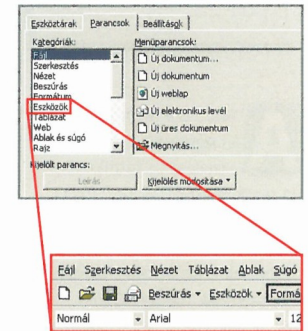 Eszköztárak Parancsok Beállítások
Kategóriák: Menüparancsok:
Fájl
Szerkesztés
Nézet
Beszúrás
Formátum
Eszközök
Táblázat
Web
Ablak és súgó
Rajz
Új dokumentum...
Új dokumentum
Új weblap
Új elektronikus levél
Új üres dokumentum
Megnyitás...
Kijelölt parancs:
Leírás Kijelölés módosítása
Fájl Szerkesztés Nézet Táblázat Ablak Súgó
Beszúrás Eszközök Formá
Normál Arial 12